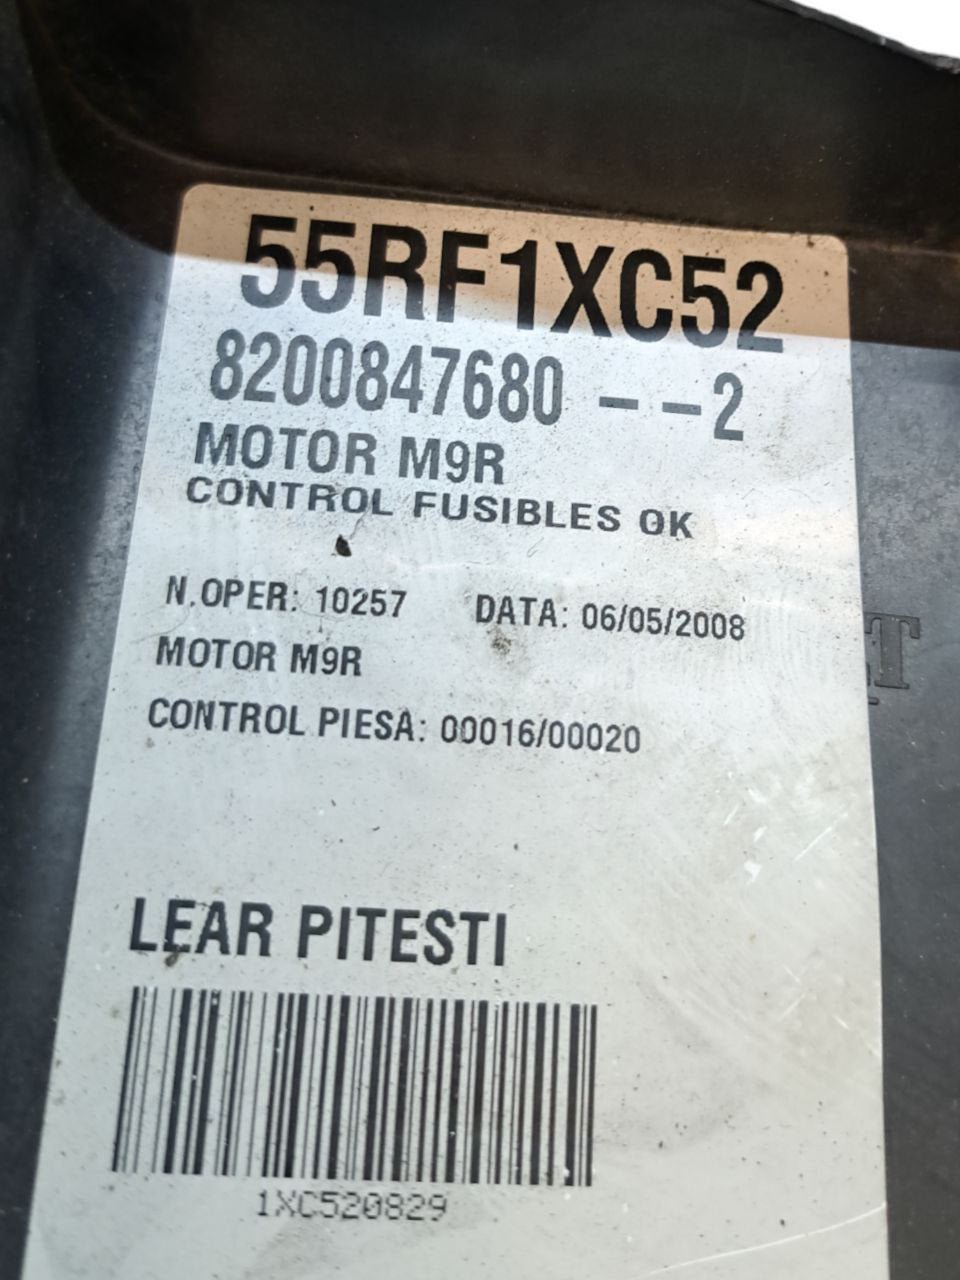 55RF1XC52
8200847680 --2
MOTOR M9R
CONTROL FUSIBLES OK
N.OPER: 10257 DATA: 06/05/2008
MOTOR M9R
CONTROL PIESA: 00016/00020
LEAR PITESTI
1XC520829